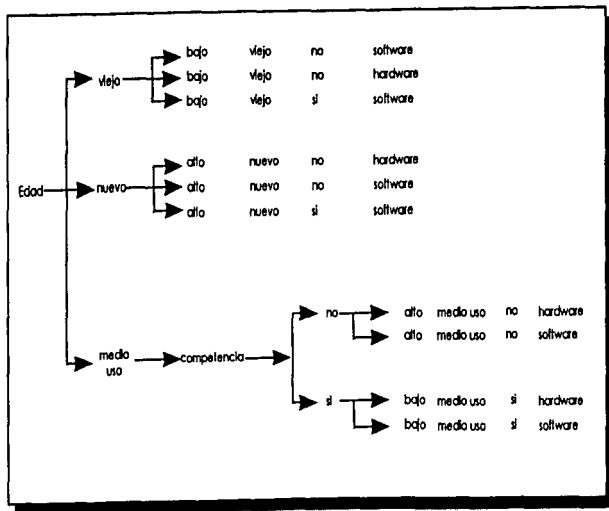 bajo viejo no software
viejo bajo viejo no hardware
bajo viejo si software
alto nuevo no hardware
Edad nuevo alto nuevo no software
alto nuevo si software
no alto medio uso no hardware
alto medio uso no software
medio uso competencia
si bajo medio uso si hardware
bajo medio uso si software